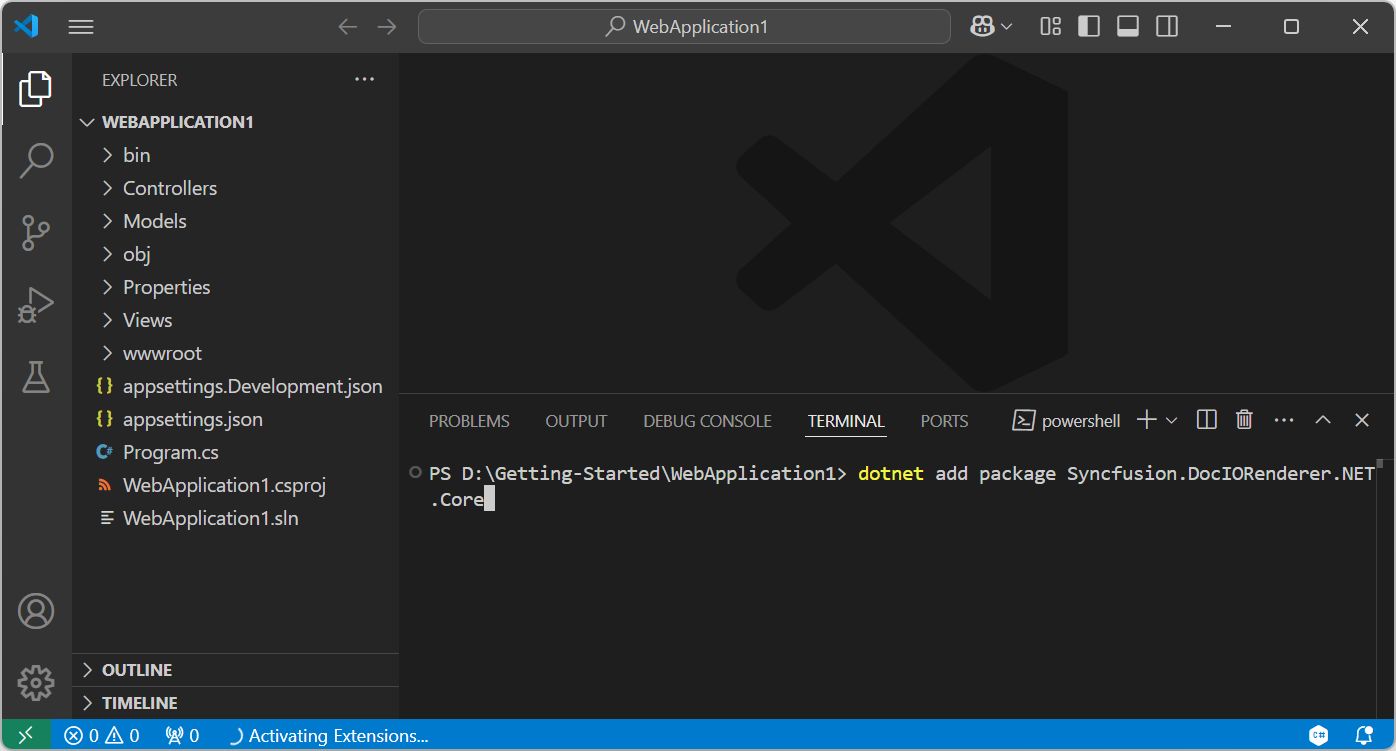 WebApplication1
EXPLORER
WEBAPPLICATION1
bin
Controllers
Models
obj
Properties
Views
wwwroot
{} appsettings.Development.json
{} appsettings.json
C# Program.cs
WebApplication1.csproj
WebApplication1.sln
OUTLINE
TIMELINE
PROBLEMS OUTPUT DEBUG CONSOLE TERMINAL PORTS powershell
PS D:\Getting-Started\WebApplication1> dotnet add package Syncfusion.DocIORenderer.NET
.Core
0 0 0 Activating Extensions... C#